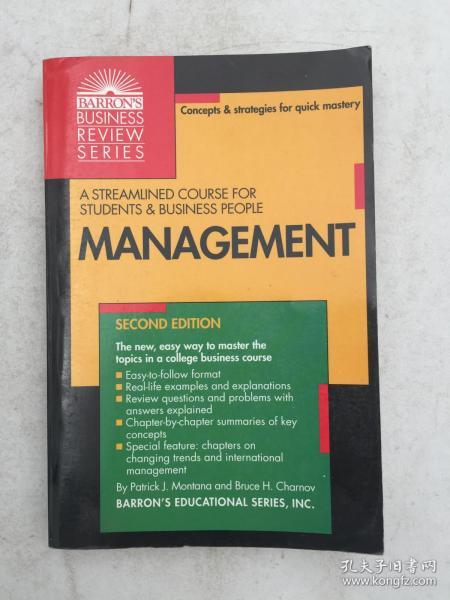 BARRON'S
BUSINESS
REVIEW
SERIES
Concepts & strategies for quick mastery
A STREAMLINED COURSE FOR
STUDENTS & BUSINESS PEOPLE
MANAGEMENT
SECOND EDITION
The new, easy way to master the
topics in a college business course
■ Easy-to-follow format
■ Real-life examples and explanations
■ Review questions and problems with
answers explained
■ Chapter-by-chapter summaries of key
concepts
■ Special feature: chapters on
changing trends and international
management
By Patrick J. Montana and Bruce H. Charnov
BARRON'S EDUCATIONAL SERIES, INC.
孔夫子旧书网
www.kongfz.com